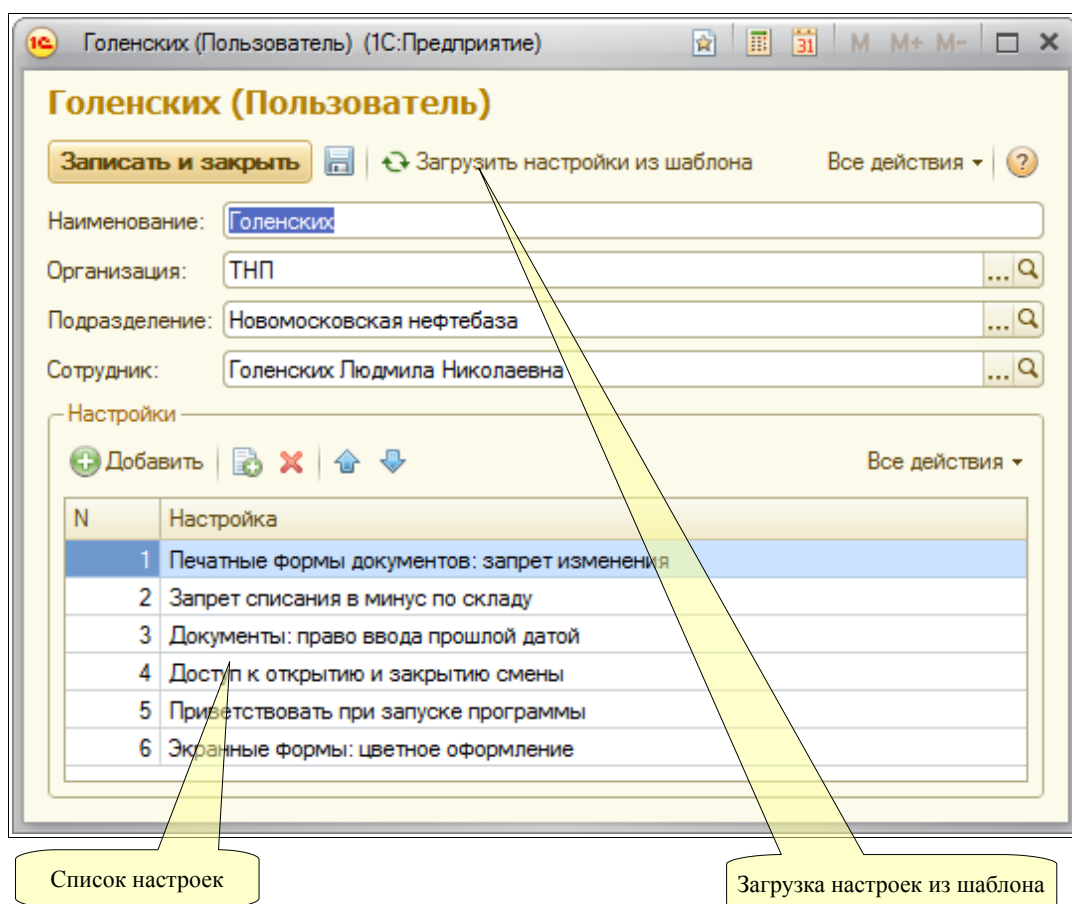 1С Голенских (Пользователь) (1С:Предприятие) 31 M M+ M-
Голенских (Пользователь)
Записать и закрыть Загрузить настройки из шаблона Все действия ?
Наименование: Голенских
Организация: ТНП ...
Подразделение: Новомосковская нефтебаза ...
Сотрудник: Голенских Людмила Николаевна ...
Настройки
Добавить Все действия
N Настройка
1 Печатные формы документов: запрет изменения
2 Запрет списания в минус по складу
3 Документы: право ввода прошлой датой
4 Доступ к открытию и закрытию смены
5 Приветствовать при запуске программы
6 Экранные формы: цветное оформление
Список настроек
Загрузка настроек из шаблона